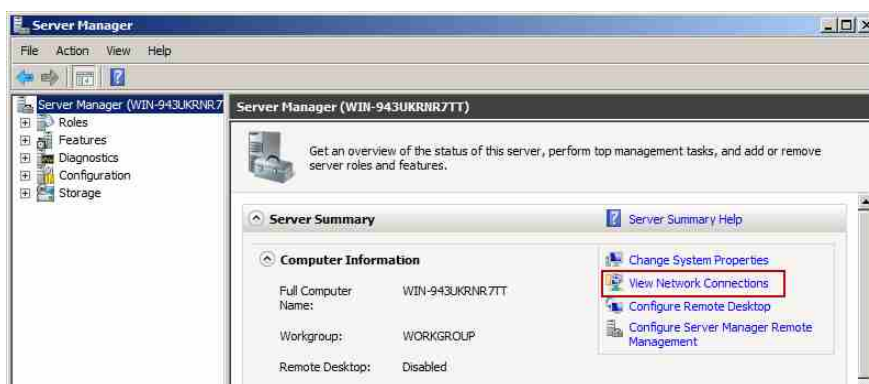 Server Manager
File Action View Help
Server Manager (WIN-943UKRNR7
Roles
Features
Diagnostics
Configuration
Storage
Server Manager (WIN-943UKRNR7TT)
Get an overview of the status of this server, perform top management tasks, and add or remove
server roles and features.
Server Summary
Server Summary Help
Computer Information
Full Computer
Name:
WIN-943UKRNR7TT
Workgroup:
WORKGROUP
Remote Desktop:
Disabled
Change System Properties
View Network Connections
Configure Remote Desktop
Configure Server Manager Remote
Management